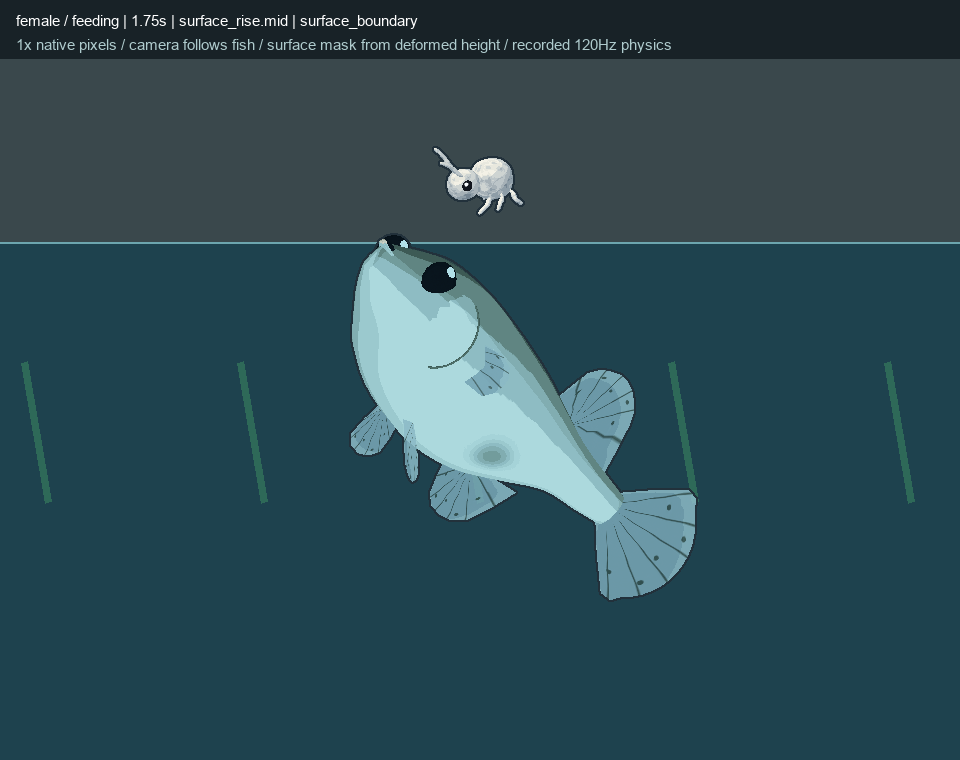 female / feeding | 1.75s | surface_rise.mid | surface_boundary
1x native pixels / camera follows fish / surface mask from deformed height / recorded 120Hz physics